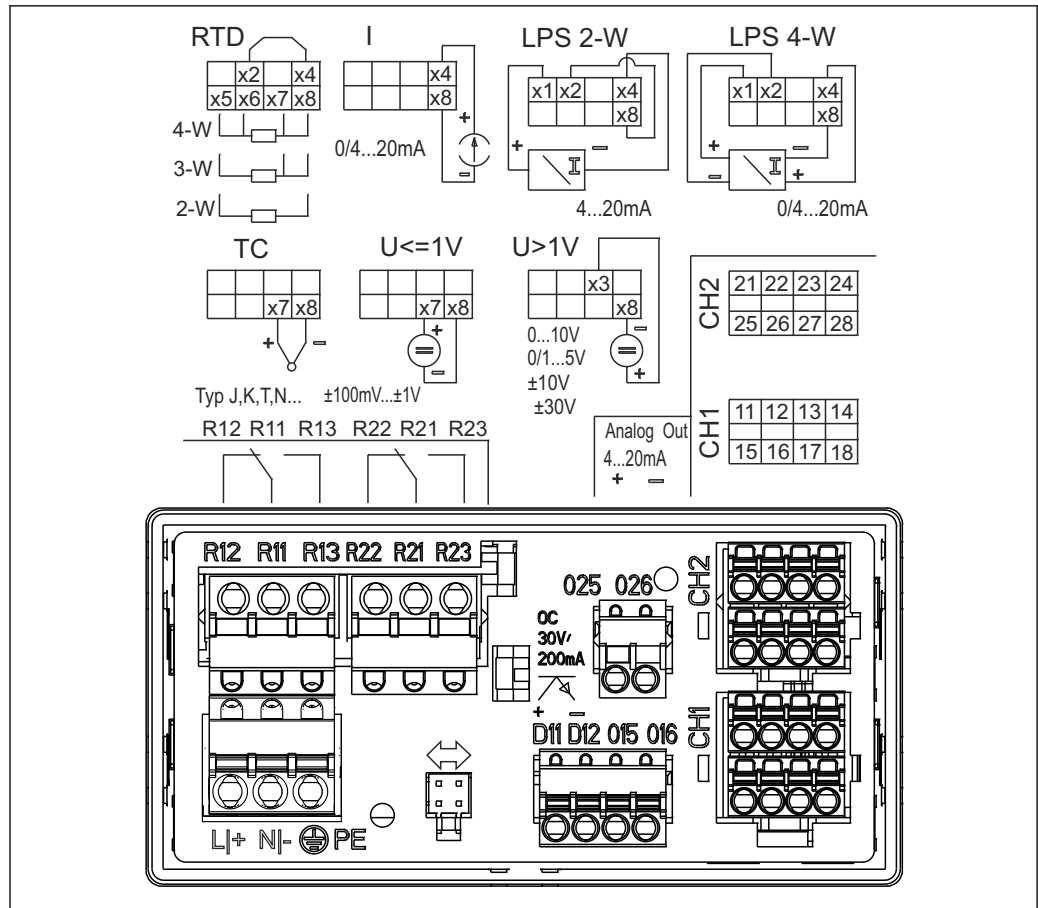 RTD I LPS 2-W LPS 4-W
x2 x4 x4 x1 x2 x4 x1 x2 x4
x5 x6 x7 x8 x8 x8 x8
4-W + + - + -
3-W 0/4...20mA - - +
2-W 4...20mA 0/4...20mA
TC U<=1V U>1V
x3 21 22 23 24
CH2
x7 x8 x7 x8 x8 25 26 27 28
+ - + - - +
0...10V
0/1...5V
Typ J,K,T,N... ±100mV...±1V ±10V
±30V
R12 R11 R13 R22 R21 R23 Analog Out 11 12 13 14
CH1
4...20mA 15 16 17 18
+ -
R12 R11 R13 R22 R21 R23
O25 O26 CH2
OC
30V
200mA
+ - CH1
D11 D12 O15 O16
L|+ N|- PE